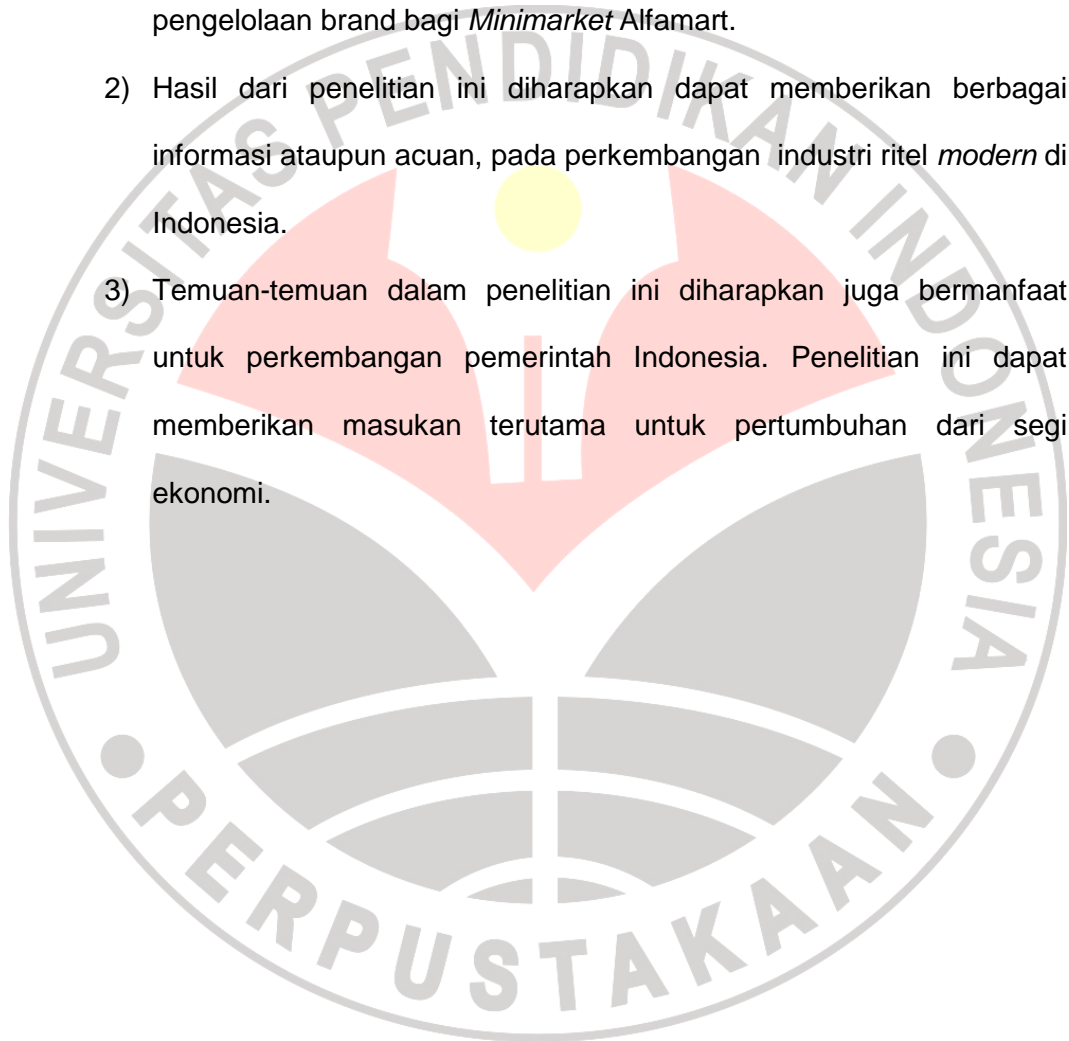 pengelolaan brand bagi Minimarket Alfamart.
2) Hasil dari penelitian ini diharapkan dapat memberikan berbagai
informasi ataupun acuan, pada perkembangan industri ritel modern di
Indonesia.
3) Temuan-temuan dalam penelitian ini diharapkan juga bermanfaat
untuk perkembangan pemerintah Indonesia. Penelitian ini dapat
memberikan masukan terutama untuk pertumbuhan dari segi
ekonomi.
UNIVERSITAS PENDIDIKAN INDONESIA
PERPUSTAKAAN